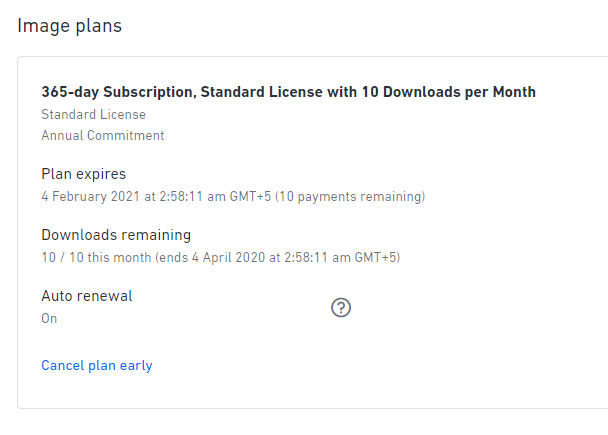 Image plans
365-day Subscription, Standard License with 10 Downloads per Month
Standard License
Annual Commitment
Plan expires
4 February 2021 at 2:58:11 am GMT+5 (10 payments remaining)
Downloads remaining
10 / 10 this month (ends 4 April 2020 at 2:58:11 am GMT+5)
Auto renewal
?
On
Cancel plan early